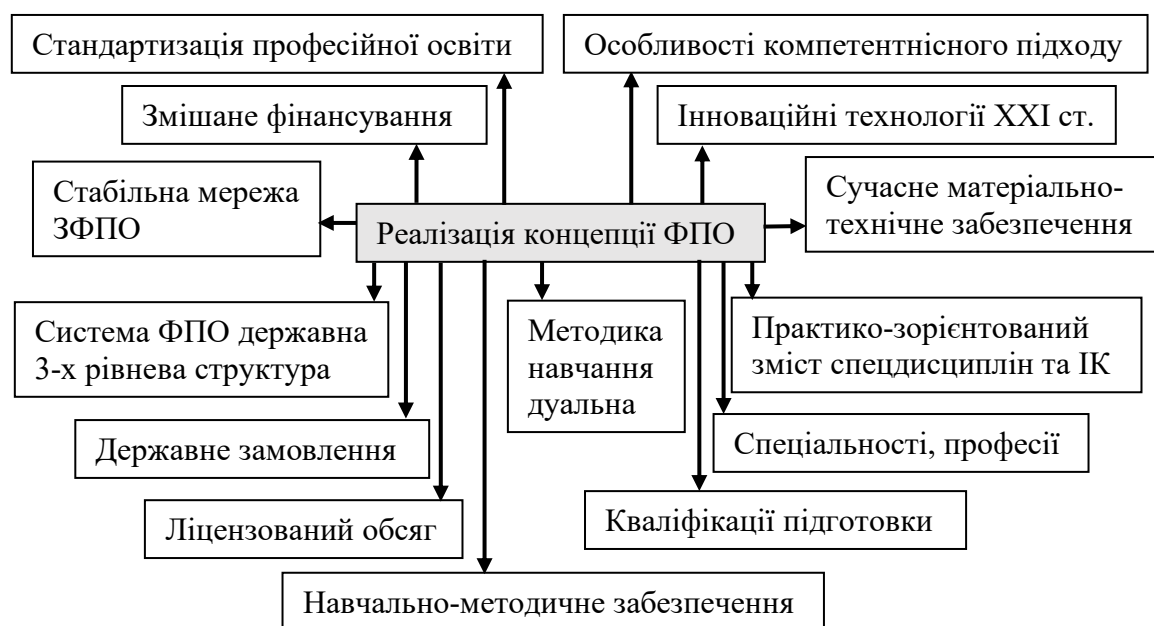 Стандартизація професійної освіти
Особливості компетентнісного підходу
Змішане фінансування
Інноваційні технології ХХІ ст.
Стабільна мережа
ЗФПО
Реалізація концепції ФПО
Сучасне матеріально-
технічне забезпечення
Система ФПО державна
3-х рівнева структура
Методика
навчання
дуальна
Практико-зорієнтований
зміст спецдисциплін та ІК
Державне замовлення
Спеціальності, професії
Ліцензований обсяг
Кваліфікації підготовки
Навчально-методичне забезпечення